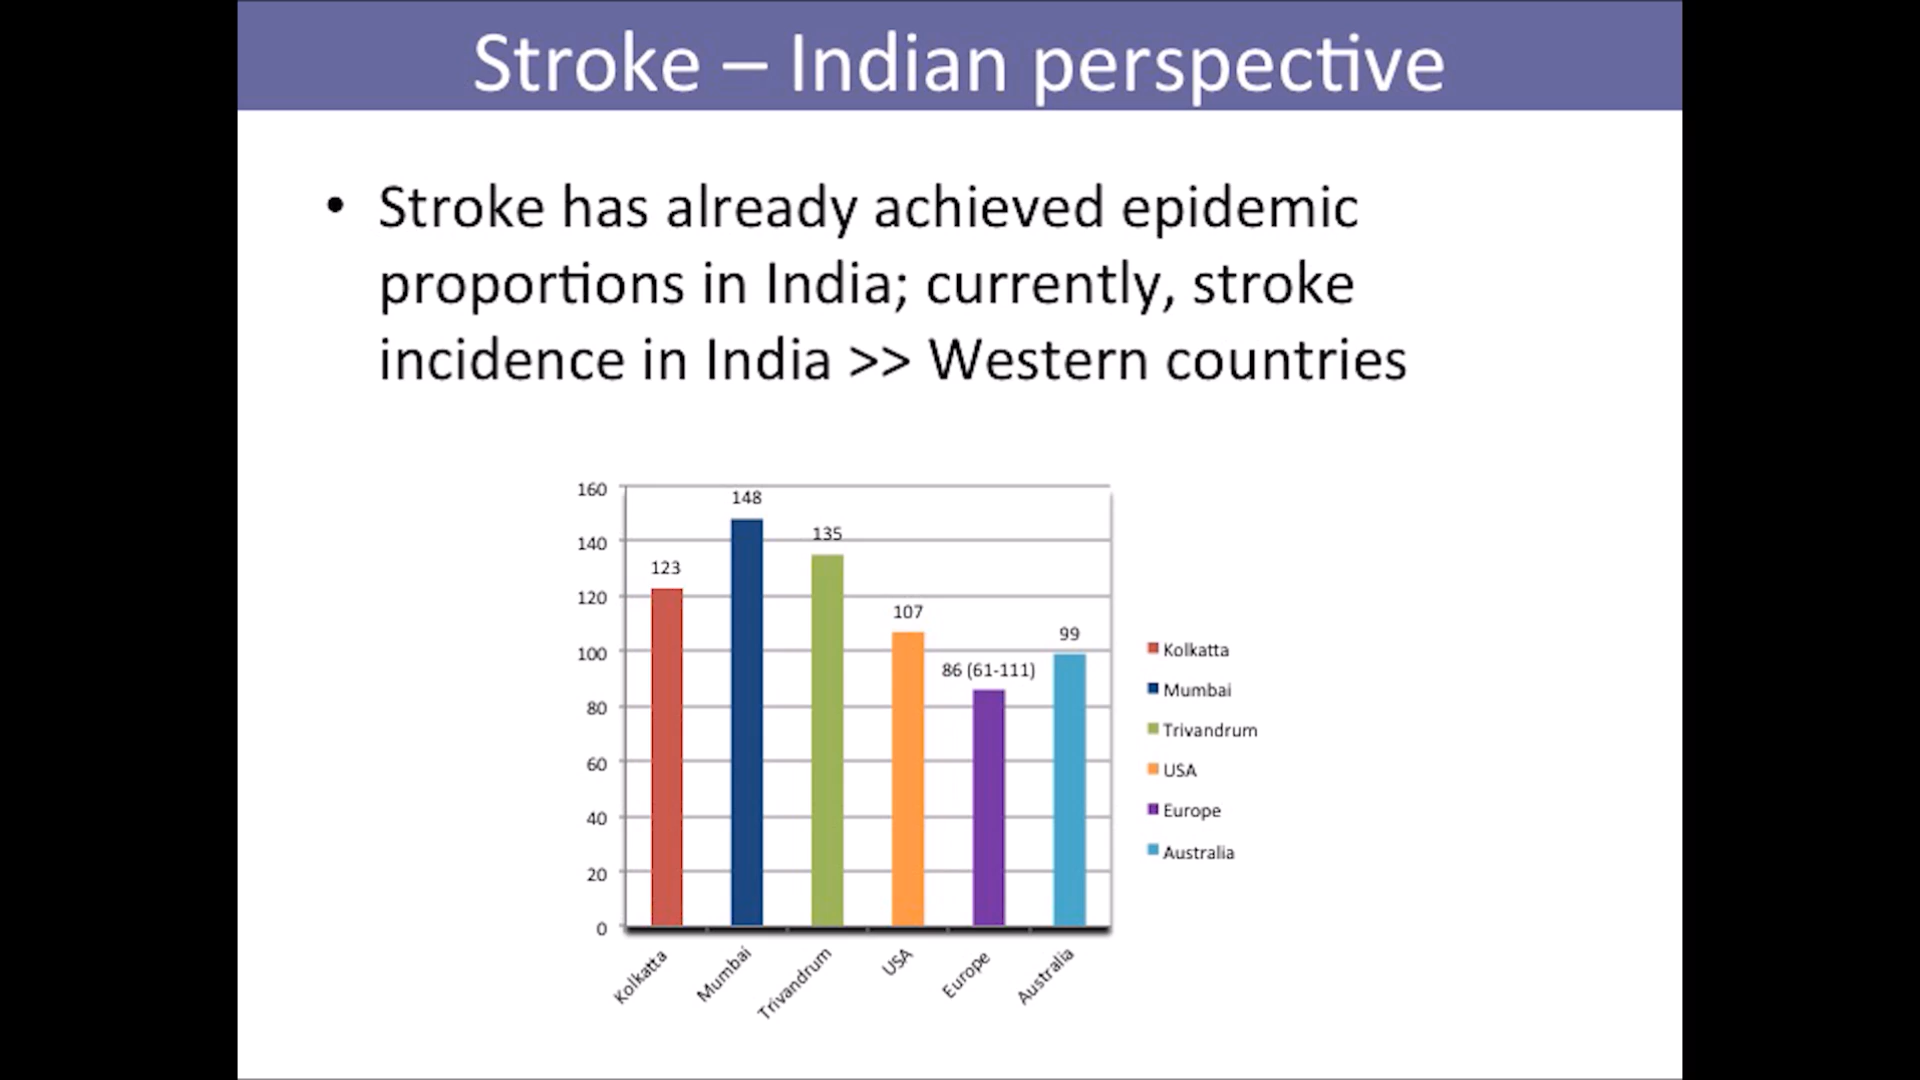 Stroke – Indian perspective
• Stroke has already achieved epidemic
proportions in India; currently, stroke
incidence in India >> Western countries
160
140
120
100
80
60
40
20
0
123
148
135
107
86 (61-111)
99
Kolkatta
Mumbai
Trivandrum
USA
Europe
Australia
Kolkatta
Mumbai
Trivandrum
USA
Europe
Australia